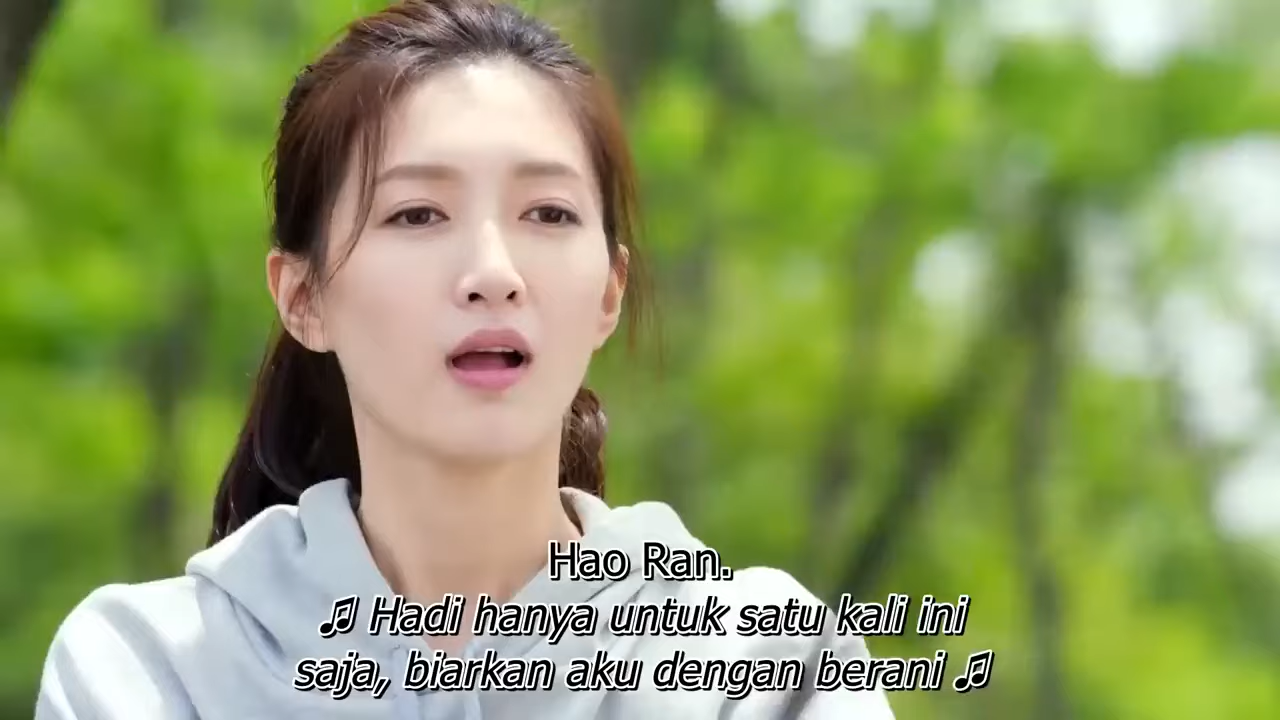 Hao Ran.
♫ Hadi hanya untuk satu kali ini
saja, biarkan aku dengan berani ♫